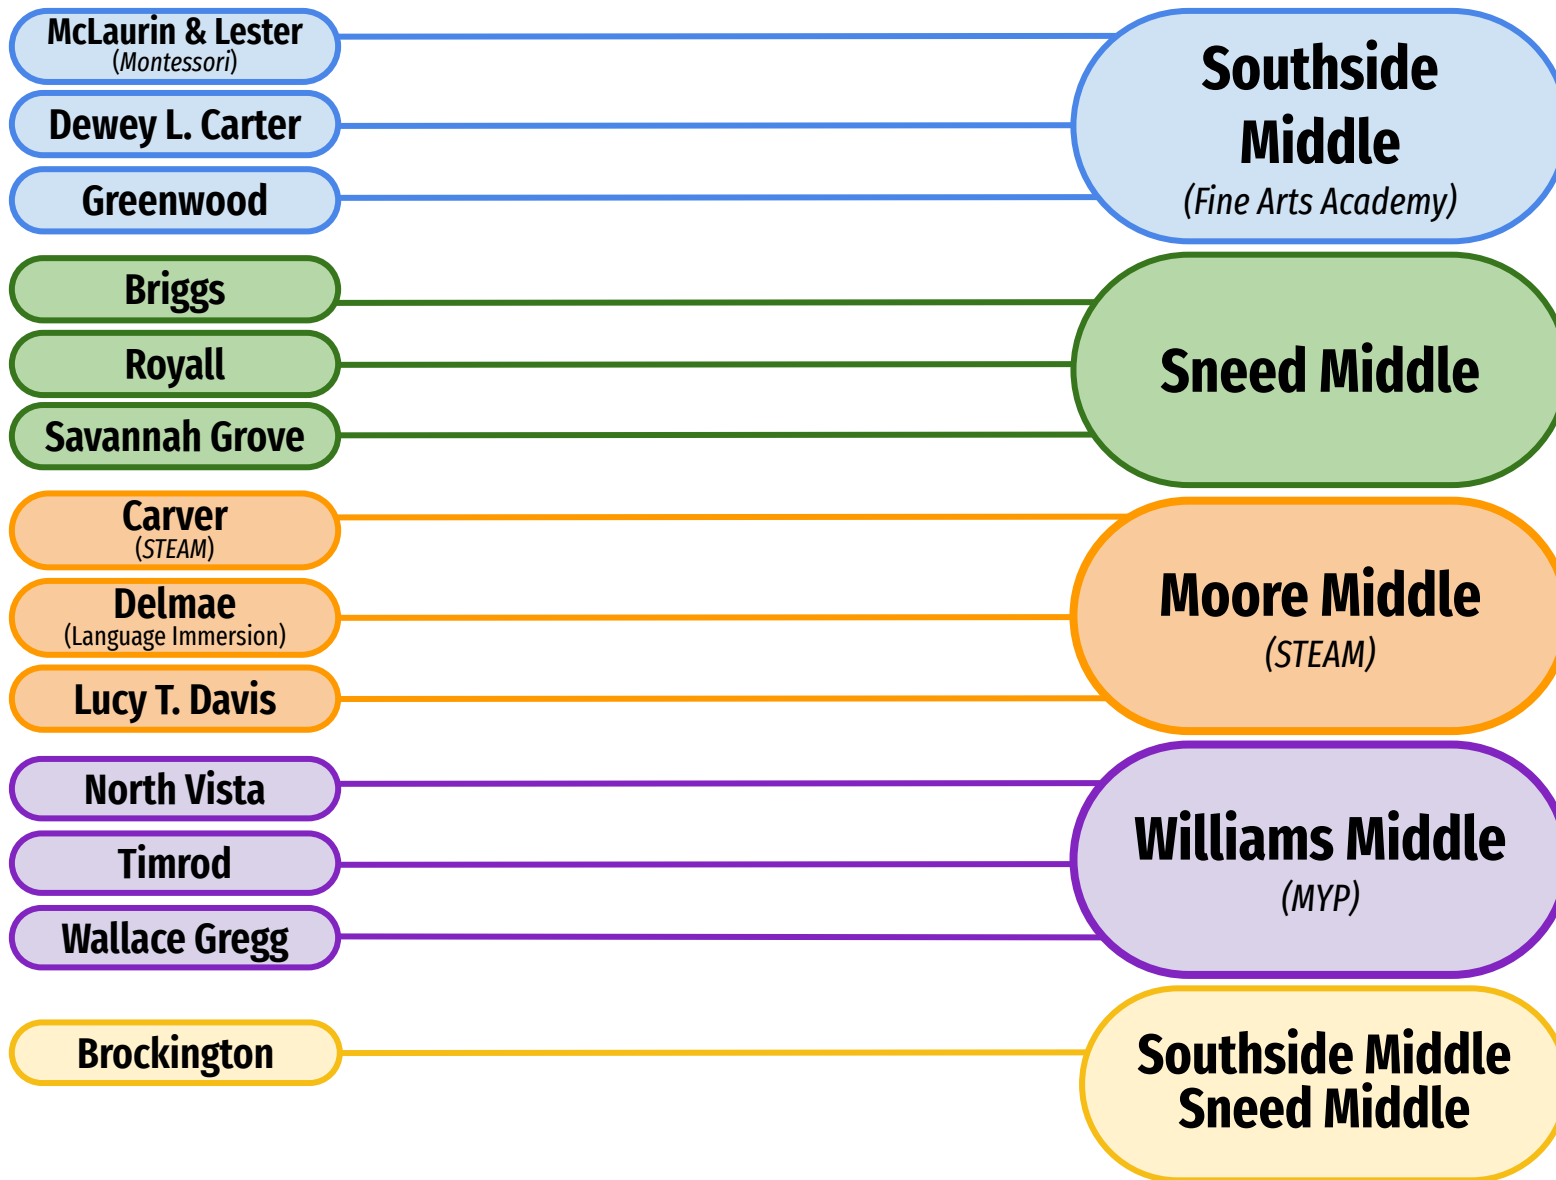 McLaurin & Lester
(Montessori)
Dewey L. Carter
Greenwood
Southside
Middle
(Fine Arts Academy)
Briggs
Royall
Savannah Grove
Sneed Middle
Carver
(STEAM)
Delmae
(Language Immersion)
Lucy T. Davis
Moore Middle
(STEAM)
North Vista
Timrod
Wallace Gregg
Williams Middle
(MYP)
Brockington
Southside Middle
Sneed Middle